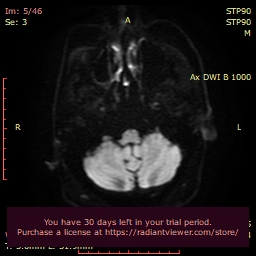 Im: 5/46
Se: 3
STP90
STP90
M
A
Ax DWI B 1000
R
L
You have 30 days left in your trial period.
Purchase a license at https://radiantviewer.com/store/